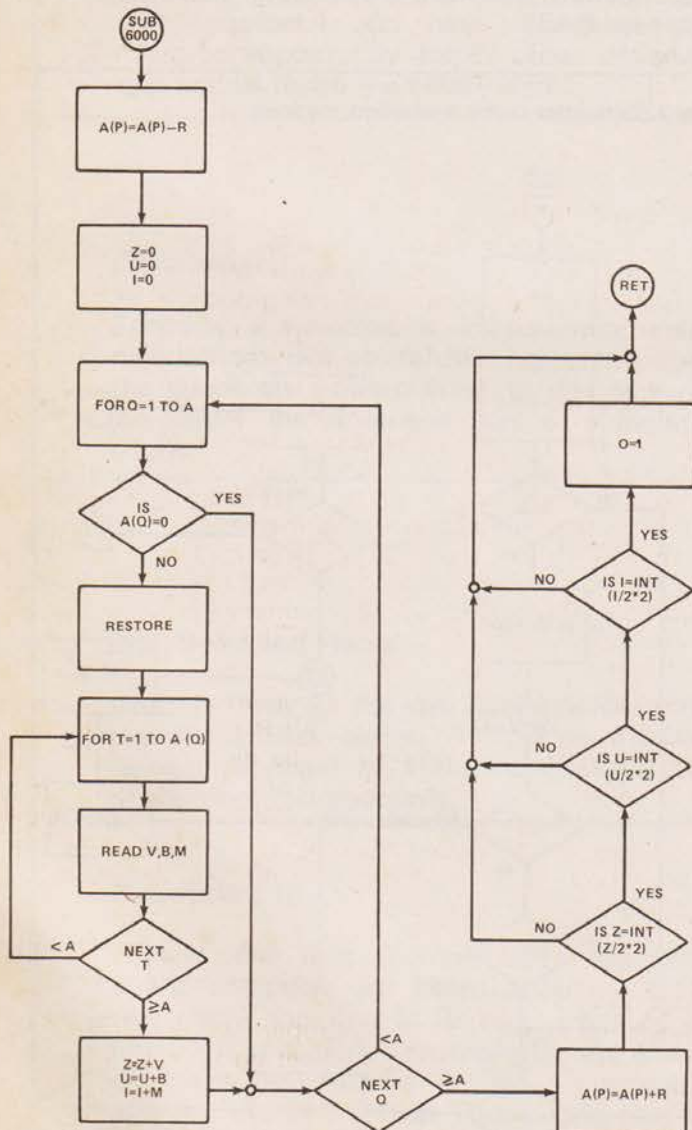 SUB
6000
A(P)=A(P)–R
Z=0
U=0
I=0
FOR Q=1 TO A
IS
A(Q)=0
YES
NO
RESTORE
FOR T=1 TO A (Q)
READ V,B,M
<A
NEXT
T
≥A
Z=Z+V
U=U+B
I=I+M
<A
NEXT
Q
≥A
A(P)=A(P)+R
IS Z=INT
(Z/2*2)
NO
YES
IS U=INT
(U/2*2)
NO
YES
IS I=INT
(I/2*2)
NO
YES
O=1
RET